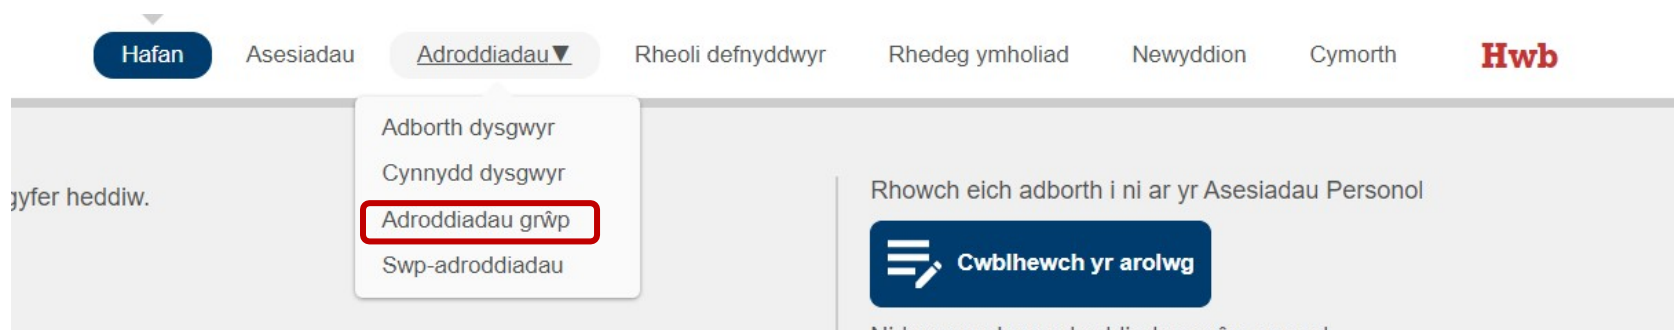 Hafan Asesiadau Adroddiadau▼ Rheoli defnyddwyr Rhedeg ymholiad Newyddion Cymorth Hwb
Adborth dysgwyr
Cynnydd dysgwyr
Adroddiadau grŵp
Swp-adroddiadau
gyfer heddiw.
Rhowch eich adborth i ni ar yr Asesiadau Personol
Cwblhewch yr arolwg